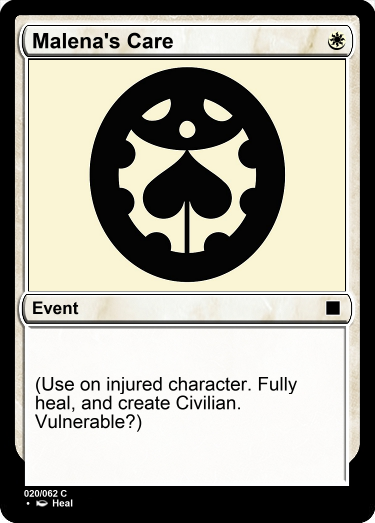 Malena's Care
Event
(Use on injured character. Fully
heal, and create Civilian.
Vulnerable?)
020/062 C
• Heal